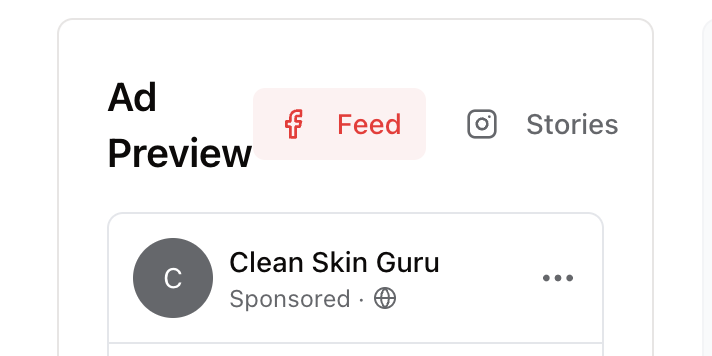 Ad
Preview
Feed
Stories
C
Clean Skin Guru
Sponsored ·